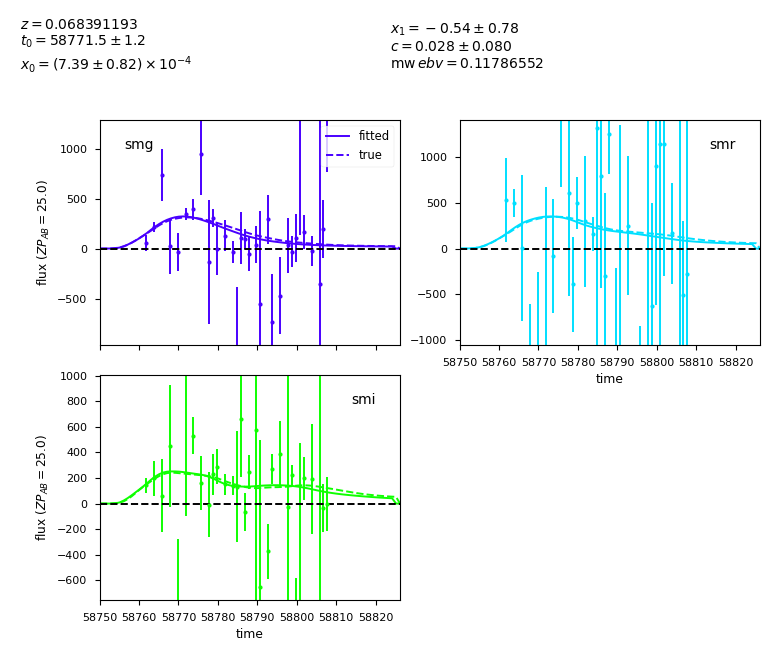 z = 0.068391193
t₀ = 58771.5 ± 1.2
x₀ = (7.39 ± 0.82) × 10⁻⁴
x₁ = −0.54 ± 0.78
c = 0.028 ± 0.080
mw ebv = 0.11786552
smg
fitted
true
1000
500
0
−500
flux (ZP_AB = 25.0)
smr
1000
500
0
−500
−1000
58750 58760 58770 58780 58790 58800 58810 58820
time
smi
1000
800
600
400
200
0
−200
−400
−600
flux (ZP_AB = 25.0)
58750 58760 58770 58780 58790 58800 58810 58820
time